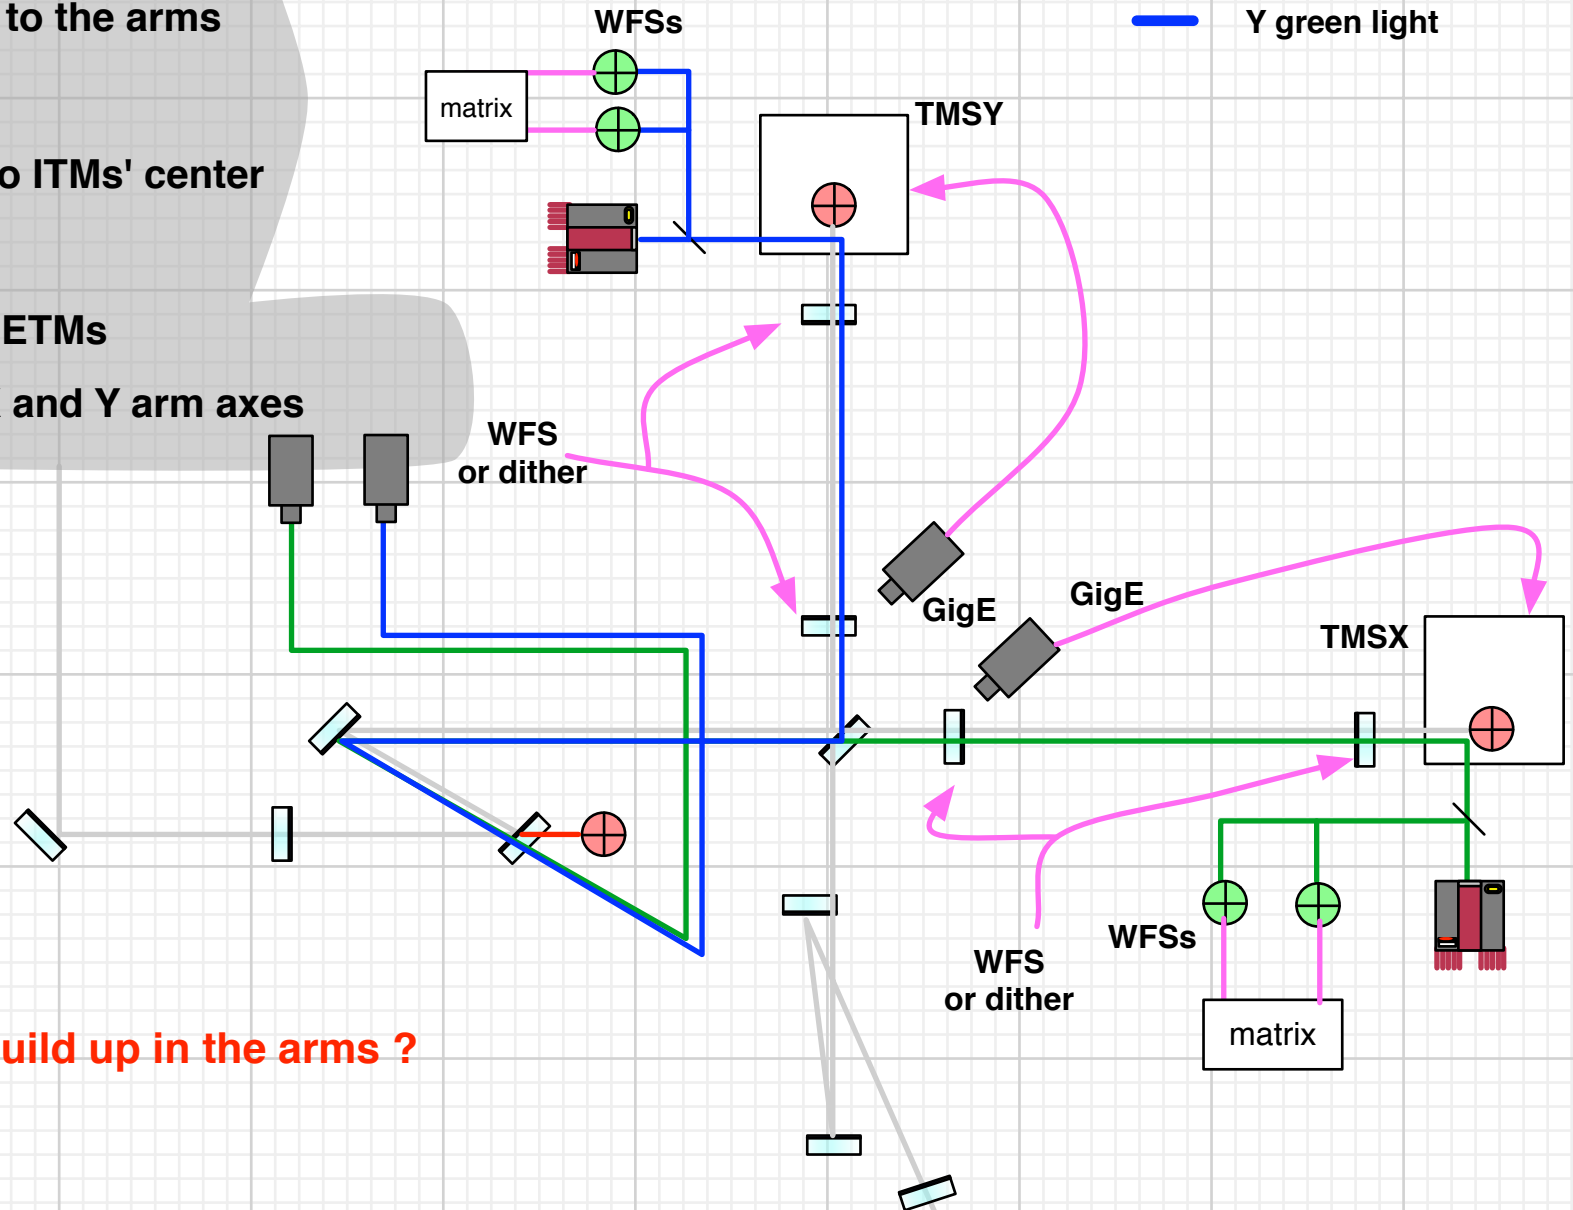 to the arms
WFSs
Y green light
matrix
TMSY
ITMs' center
ETMs
and Y arm axes
WFS
or dither
GigE
GigE
TMSX
WFSs
WFS
or dither
matrix
up in the arms ?